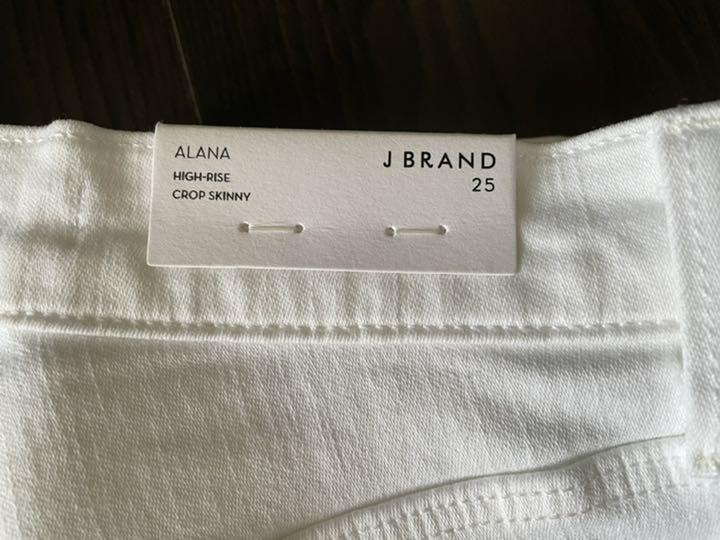 ALANA
HIGH-RISE
CROP SKINNY
J BRAND
25